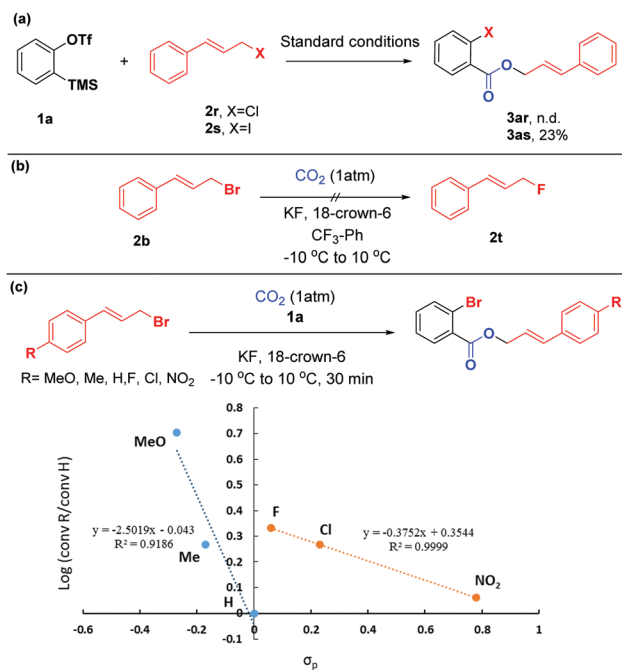 (a)
OTf
TMS
1a
+
X
2r, X=Cl
2s, X=I
Standard conditions
X
O
O
3ar, n.d.
3as, 23%
(b)
Br
2b
CO2 (1atm)
KF, 18-crown-6
CF3-Ph
-10 °C to 10 °C
F
2t
(c)
R
Br
R= MeO, Me, H,F, Cl, NO2
CO2 (1atm)
1a
KF, 18-crown-6
-10 °C to 10 °C, 30 min
Br
O
O
R
Log (conv R/conv H)
0.8
0.7
0.6
0.5
0.4
0.3
0.2
0.1
0
-0.1
MeO
y = -2.5019x - 0.043
R² = 0.9186
Me
H
F
Cl
y = -0.3752x + 0.3544
R² = 0.9999
NO2
-0.6
-0.4
-0.2
0
0.2
0.4
0.6
0.8
1
σp